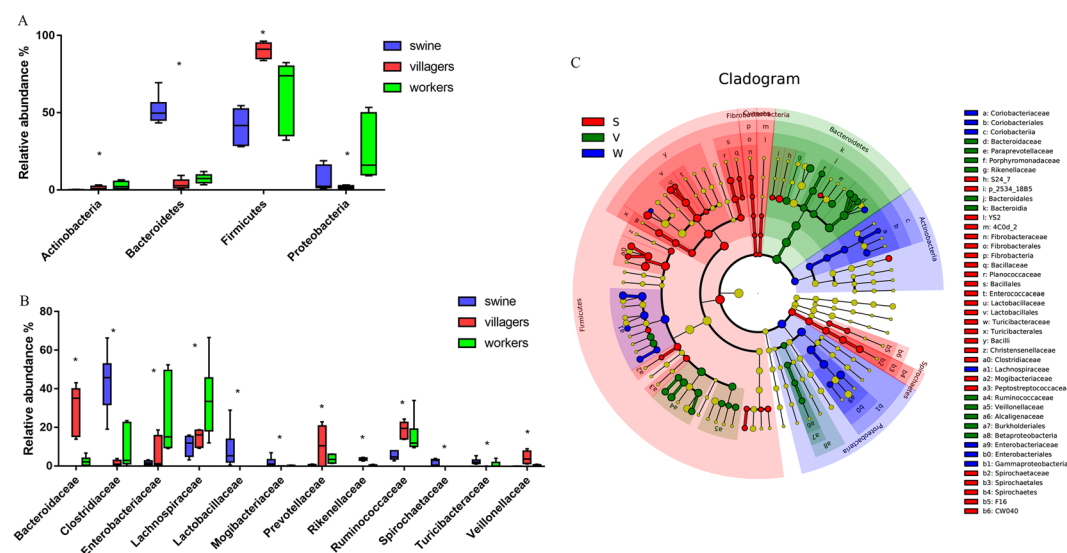 A
Relative abundance %
100
50
0
swine
villagers
workers
*
*
*
*
Actinobacteria
Bacteroidetes
Firmicutes
Proteobacteria
B
Relative abundance %
80
60
40
20
0
swine
villagers
workers
*
*
*
*
*
*
*
*
*
*
*
*
Bacteroidaceae
Clostridiaceae
Enterobacteriaceae
Lachnospiraceae
Lactobacillaceae
Mogibacteriaceae
Prevotellaceae
Rikenellaceae
Ruminococcaceae
Spirochaetaceae
Turicibacteraceae
Veillonellaceae
C
Cladogram
S
V
W
Bacteroidetes
Actinobacteria
Firmicutes
Spirochaetes
Proteobacteria
a: Coriobacteriaceae
b: Coriobacteriales
c: Coriobacteriia
d: Bacteroidaceae
e: Paraprevotellaceae
f: Porphyromonadaceae
g: Rikenellaceae
h: S24_7
i: p_2534_18B5
j: Bacteroidales
k: Bacteroidia
l: YS2
m: 4C0d_2
n: Fibrobacteraceae
o: Fibrobacterales
p: Fibrobacteria
q: Bacillaceae
r: Planococcaceae
s: Bacillales
t: Enterococcaceae
u: Lactobacillaceae
v: Lactobacillales
w: Turicibacteraceae
x: Turicibacterales
y: Bacilli
z: Christensenellaceae
a0: Clostridiaceae
a1: Lachnospiraceae
a2: Mogibacteriaceae
a3: Peptostreptococcaceae
a4: Ruminococcaceae
a5: Veillonellaceae
a6: Alcaligenaceae
a7: Burkholderiales
a8: Betaproteobacteria
a9: Enterobacteriaceae
b0: Enterobacteriales
b1: Gammaproteobacteria
b2: Spirochaetaceae
b3: Spirochaetales
b4: Spirochaetes
b5: F16
b6: CW040